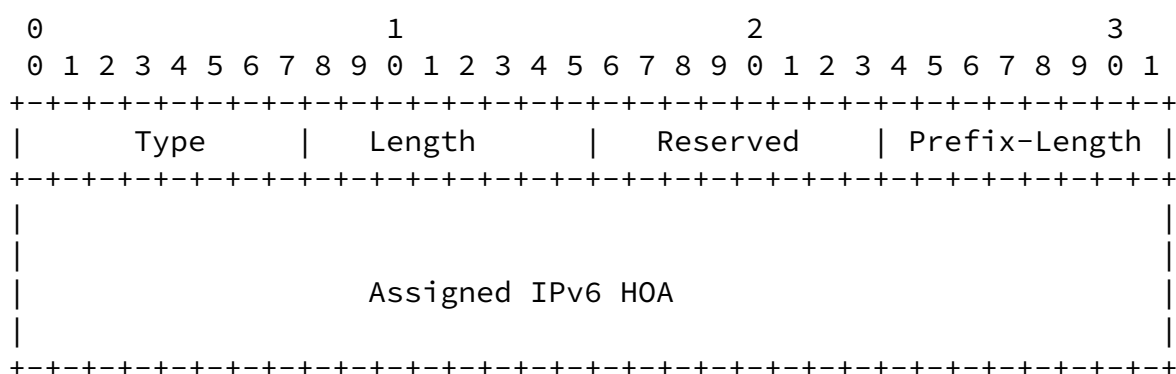 0                   1                   2                   3
 0 1 2 3 4 5 6 7 8 9 0 1 2 3 4 5 6 7 8 9 0 1 2 3 4 5 6 7 8 9 0 1
+-+-+-+-+-+-+-+-+-+-+-+-+-+-+-+-+-+-+-+-+-+-+-+-+-+-+-+-+-+-+-+-+
|      Type     |   Length      |   Reserved    | Prefix-Length |
+-+-+-+-+-+-+-+-+-+-+-+-+-+-+-+-+-+-+-+-+-+-+-+-+-+-+-+-+-+-+-+-+
|                                                               |
|                                                               |
|                   Assigned IPv6 HOA                           |
|                                                               |
+-+-+-+-+-+-+-+-+-+-+-+-+-+-+-+-+-+-+-+-+-+-+-+-+-+-+-+-+-+-+-+-+